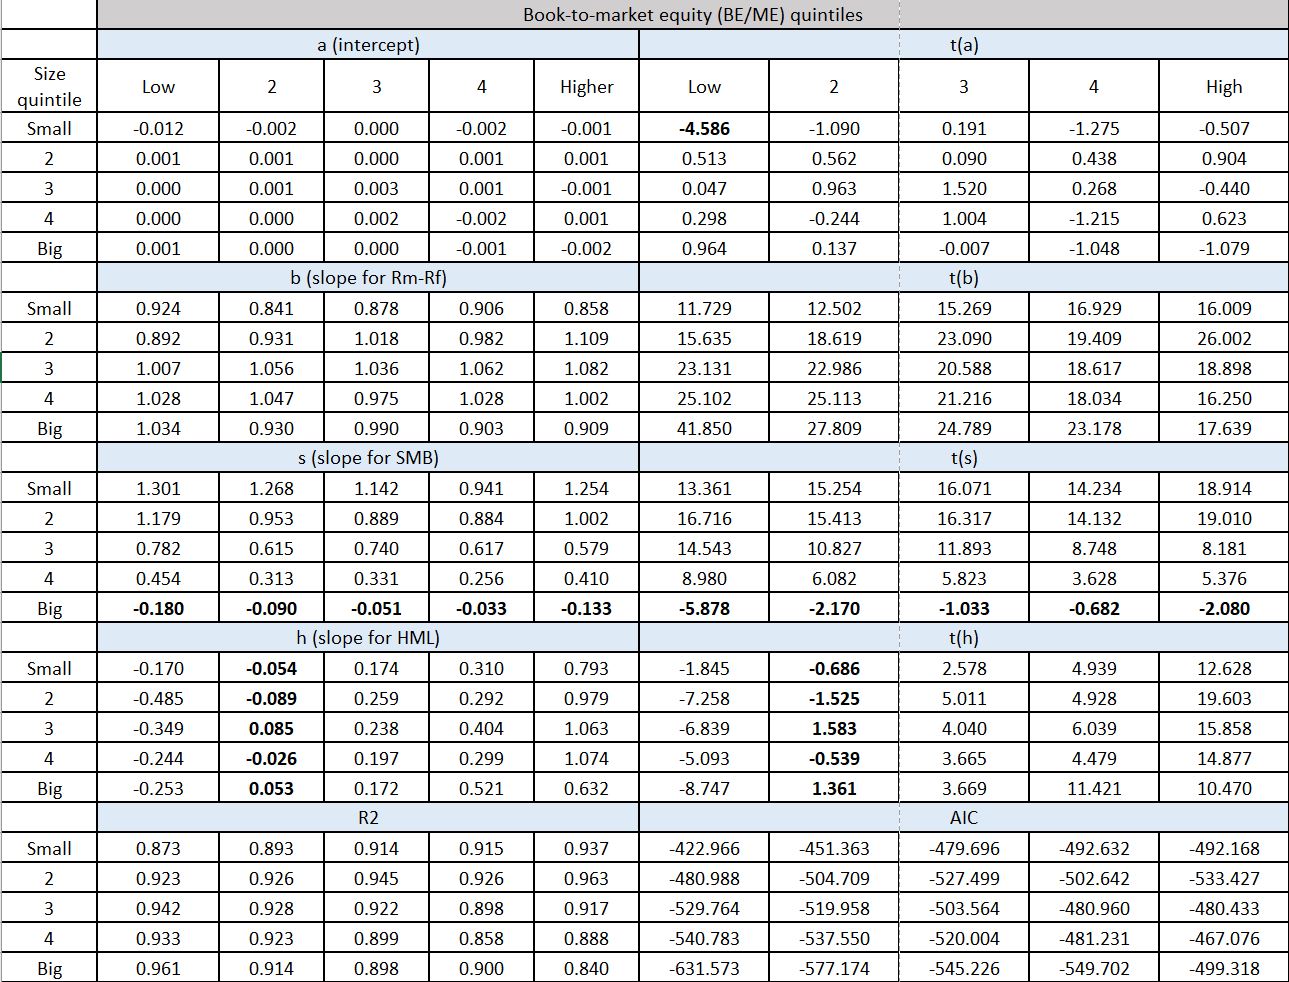 Book-to-market equity (BE/ME) quintiles
a (intercept) t(a)
Size quintile Low 2 3 4 Higher Low 2 3 4 High
Small -0.012 -0.002 0.000 -0.002 -0.001 -4.586 -1.090 0.191 -1.275 -0.507
2 0.001 0.001 0.000 0.001 0.001 0.513 0.562 0.090 0.438 0.904
3 0.000 0.001 0.003 0.001 -0.001 0.047 0.963 1.520 0.268 -0.440
4 0.000 0.000 0.002 -0.002 0.001 0.298 -0.244 1.004 -1.215 0.623
Big 0.001 0.000 0.000 -0.001 -0.002 0.964 0.137 -0.007 -1.048 -1.079
b (slope for Rm-Rf) t(b)
Small 0.924 0.841 0.878 0.906 0.858 11.729 12.502 15.269 16.929 16.009
2 0.892 0.931 1.018 0.982 1.109 15.635 18.619 23.090 19.409 26.002
3 1.007 1.056 1.036 1.062 1.082 23.131 22.986 20.588 18.617 18.898
4 1.028 1.047 0.975 1.028 1.002 25.102 25.113 21.216 18.034 16.250
Big 1.034 0.930 0.990 0.903 0.909 41.850 27.809 24.789 23.178 17.639
s (slope for SMB) t(s)
Small 1.301 1.268 1.142 0.941 1.254 13.361 15.254 16.071 14.234 18.914
2 1.179 0.953 0.889 0.884 1.002 16.716 15.413 16.317 14.132 19.010
3 0.782 0.615 0.740 0.617 0.579 14.543 10.827 11.893 8.748 8.181
4 0.454 0.313 0.331 0.256 0.410 8.980 6.082 5.823 3.628 5.376
Big -0.180 -0.090 -0.051 -0.033 -0.133 -5.878 -2.170 -1.033 -0.682 -2.080
h (slope for HML) t(h)
Small -0.170 -0.054 0.174 0.310 0.793 -1.845 -0.686 2.578 4.939 12.628
2 -0.485 -0.089 0.259 0.292 0.979 -7.258 -1.525 5.011 4.928 19.603
3 -0.349 0.085 0.238 0.404 1.063 -6.839 1.583 4.040 6.039 15.858
4 -0.244 -0.026 0.197 0.299 1.074 -5.093 -0.539 3.665 4.479 14.877
Big -0.253 0.053 0.172 0.521 0.632 -8.747 1.361 3.669 11.421 10.470
R2 AIC
Small 0.873 0.893 0.914 0.915 0.937 -422.966 -451.363 -479.696 -492.632 -492.168
2 0.923 0.926 0.945 0.926 0.963 -480.988 -504.709 -527.499 -502.642 -533.427
3 0.942 0.928 0.922 0.898 0.917 -529.764 -519.958 -503.564 -480.960 -480.433
4 0.933 0.923 0.899 0.858 0.888 -540.783 -537.550 -520.004 -481.231 -467.076
Big 0.961 0.914 0.898 0.900 0.840 -631.573 -577.174 -545.226 -549.702 -499.318